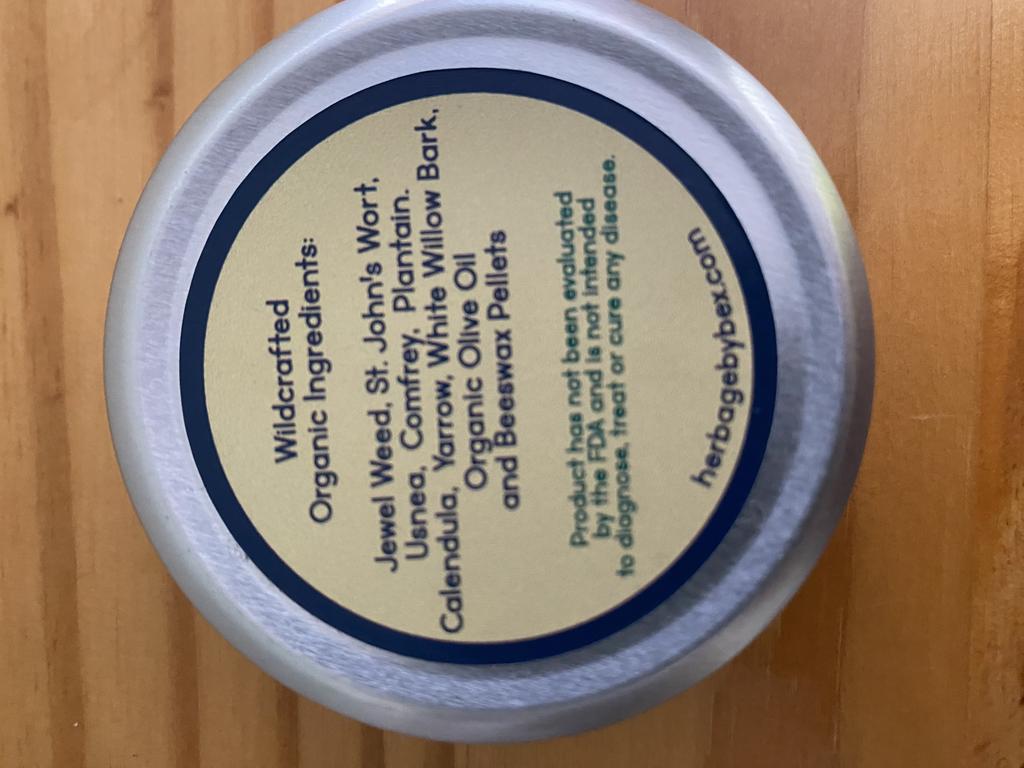 Wildcrafted
Organic Ingredients:
Jewel Weed, St. John's Wort,
Usnea, Comfrey, Plantain.
Calendula, Yarrow, White Willow Bark,
Organic Olive Oil
and Beeswax Pellets
Product has not been evaluated
by the FDA and is not intended
to diagnose, treat or cure any disease.
herbagebybex.com